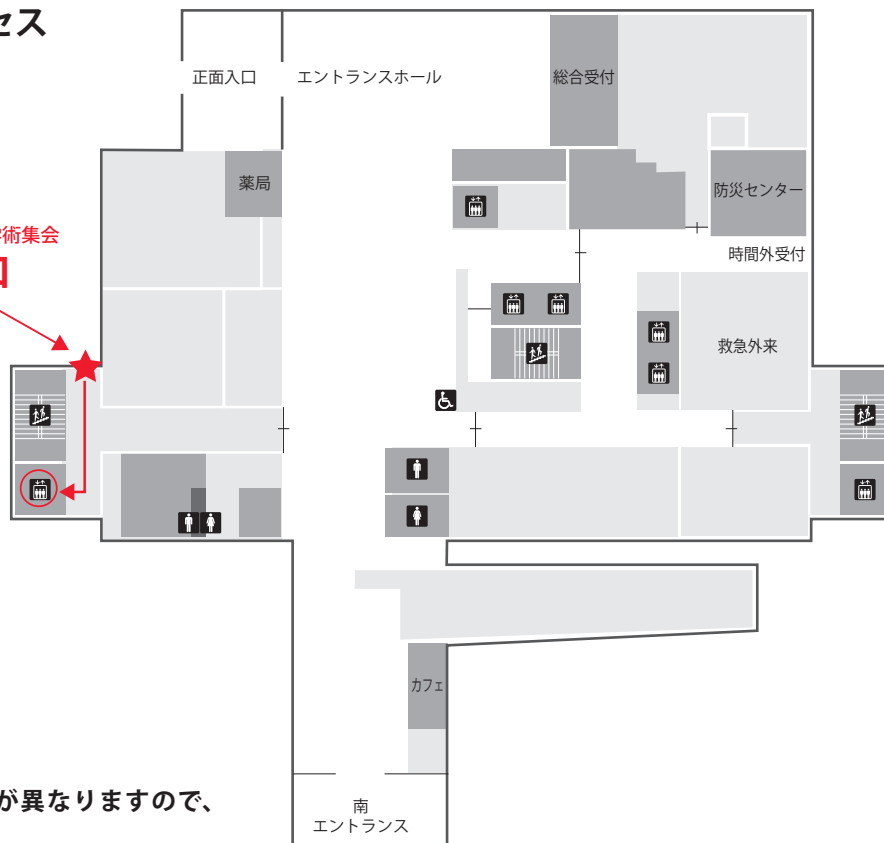 セス
正面入口
エントランスホール
総合受付
薬局
防災センター
術集会
口
時間外受付
救急外来
カフェ
が異なりますので、
南
エントランス